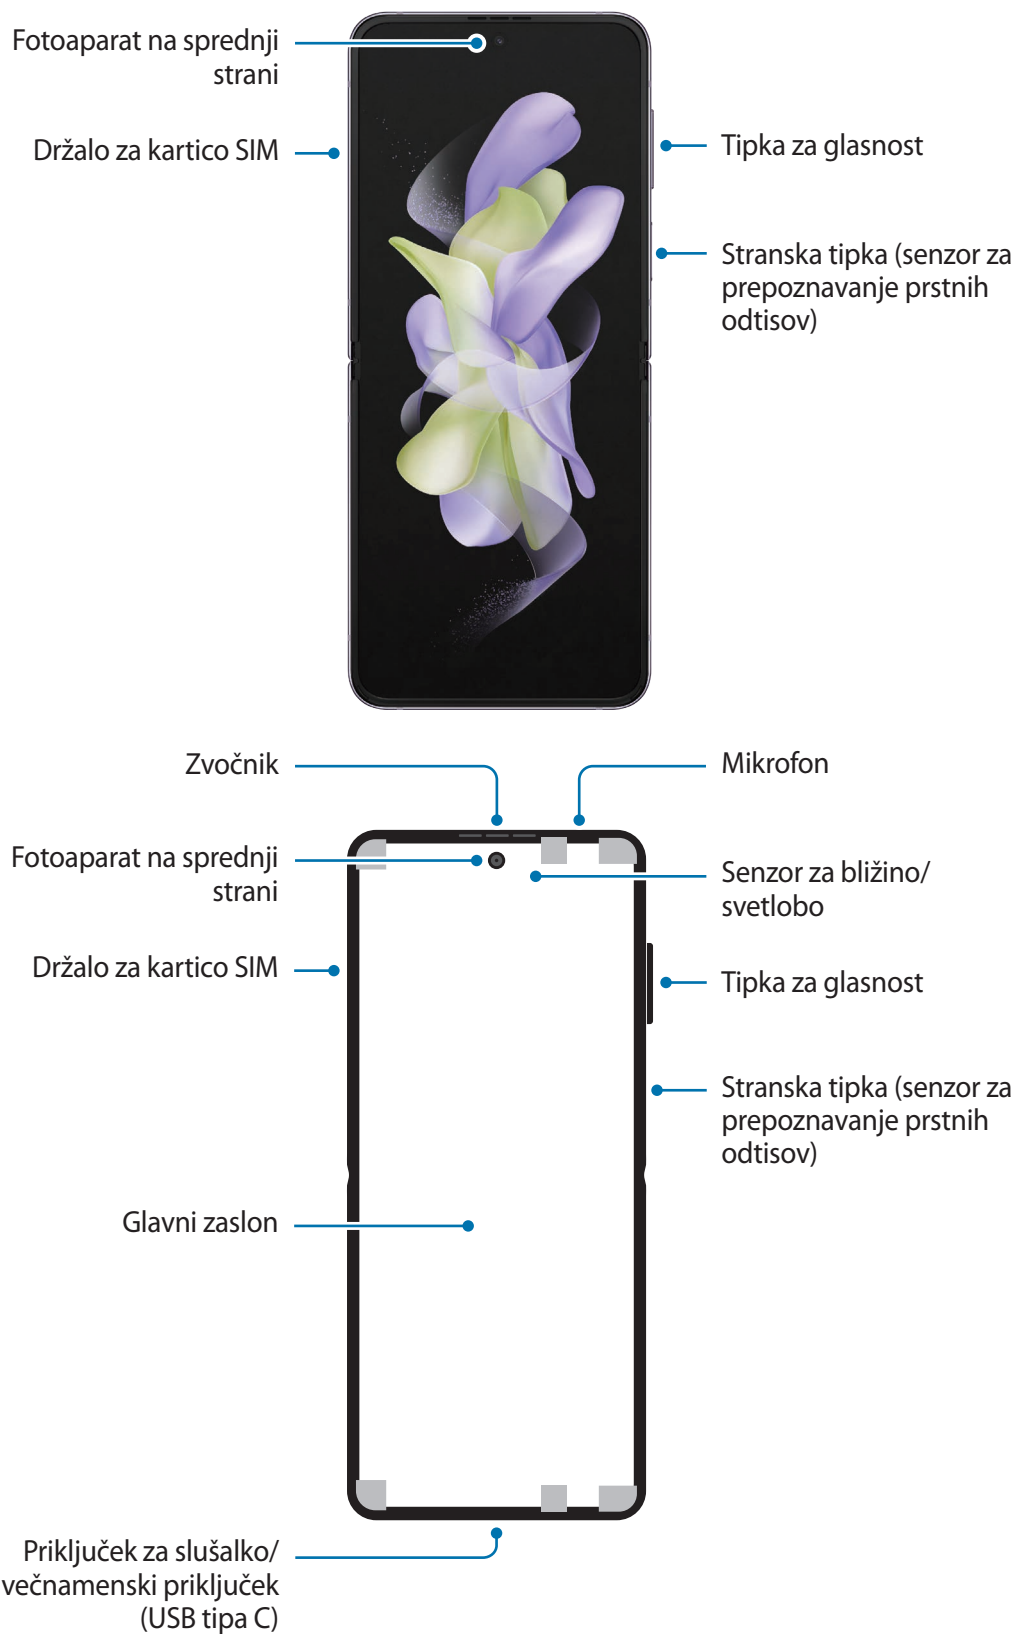 Fotoaparat na sprednji
strani
Držalo za kartico SIM
Tipka za glasnost
Stranska tipka (senzor za
prepoznavanje prstnih
odtisov)
Zvočnik
Mikrofon
Fotoaparat na sprednji
strani
Senzor za bližino/
svetlobo
Držalo za kartico SIM
Tipka za glasnost
Stranska tipka (senzor za
prepoznavanje prstnih
odtisov)
Glavni zaslon
Priključek za slušalko/
večnamenski priključek
(USB tipa C)